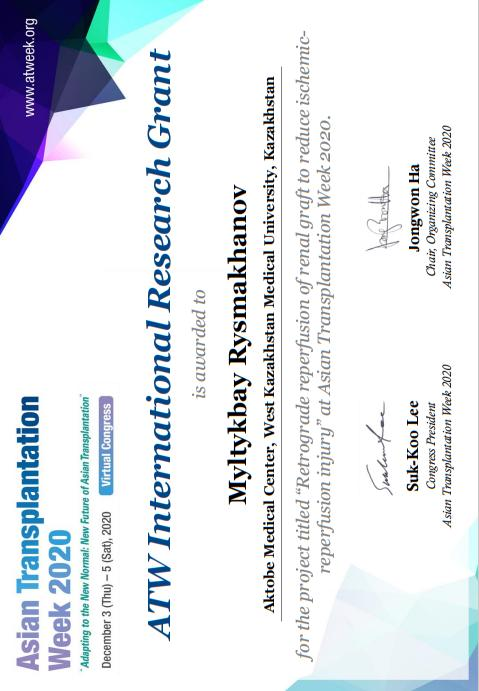 Asian Transplantation
Week 2020
"Adapting to the New Normal: New Future of Asian Transplantation"
December 3 (Thu) – 5 (Sat), 2020 Virtual Congress
www.atweek.org
ATW International Research Grant
is awarded to
Myltykbay Rysmakhanov
Aktobe Medical Center, West Kazakhstan Medical University, Kazakhstan
for the project titled “Retrograde reperfusion of renal graft to reduce ischemic-
reperfusion injury” at Asian Transplantation Week 2020.
Suk-Koo Lee
Congress President
Asian Transplantation Week 2020
Jongwon Ha
Chair, Organizing Committee
Asian Transplantation Week 2020